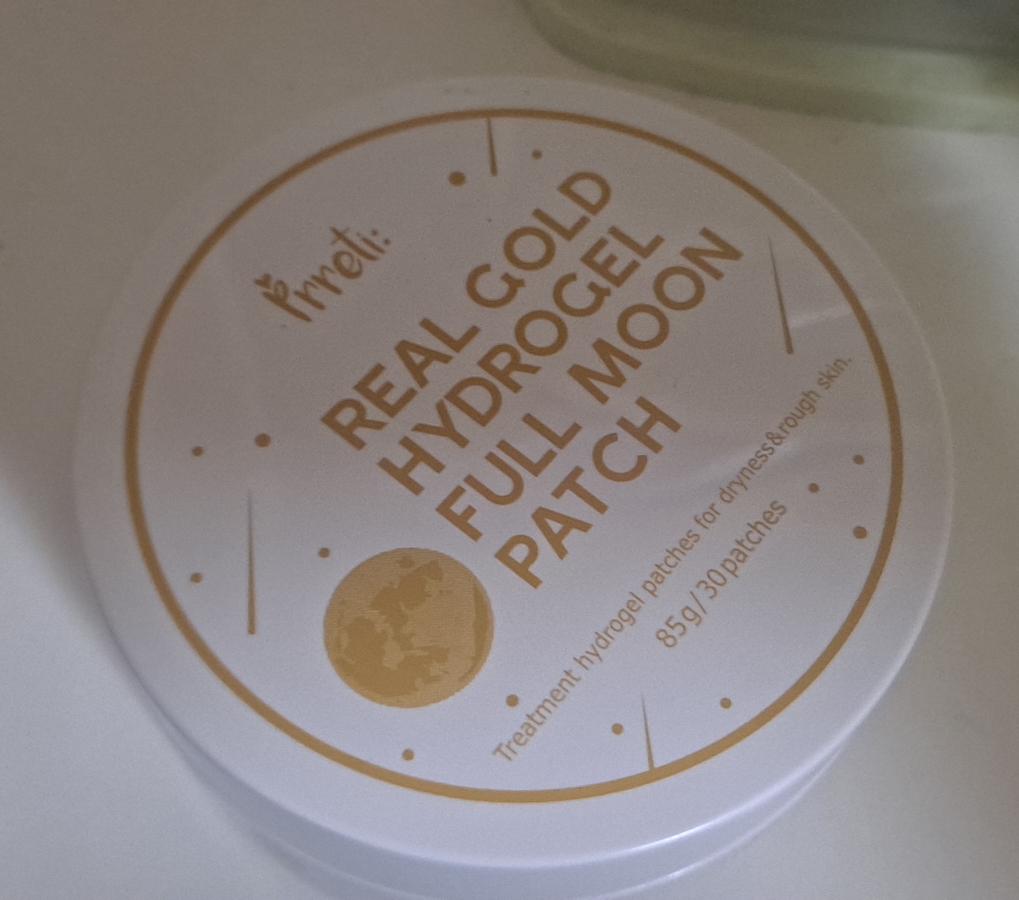 Prreti:
REAL GOLD
HYDROGEL
FULL MOON
PATCH
Treatment hydrogel patches for dryness&rough skin.
85g/30patches